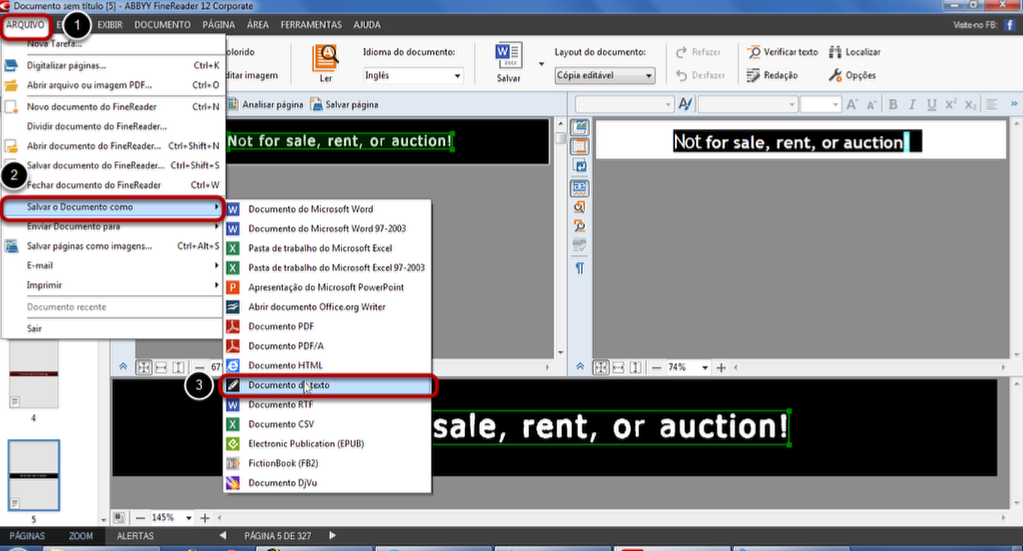 Documento sem título [5] - ABBYY FineReader 12 Corporate
ARQUIVO E 1 EXIBIR DOCUMENTO PÁGINA ÁREA FERRAMENTAS AJUDA Visite-no FB:
Nova Tarefa...
Digitalizar páginas... Ctrl+K
Abrir arquivo ou imagem PDF... Ctrl+O
Novo documento do FineReader Ctrl+N
Dividir documento do FineReader...
Abrir documento do FineReader... Ctrl+Shift+N
Salvar documento do FineReader... Ctrl+Shift+S
2
Fechar documento do FineReader Ctrl+W
Salvar o Documento como
Enviar Documento para
Salvar páginas como imagens... Ctrl+Alt+S
E-mail
Imprimir
Documento recente
Sair
olorido
ditar imagem
Ler
Idioma do documento:
Inglês
W
DOCX
Salvar
Layout do documento:
Cópia editável
Refazer
Desfazer
Verificar texto
Redação
Localizar
Opções
Analisar página Salvar página
B I U X² X₂
Not for sale, rent, or auction!
Not for sale, rent, or auction
Documento do Microsoft Word
Documento do Microsoft Word 97-2003
Pasta de trabalho do Microsoft Excel
Pasta de trabalho do Microsoft Excel 97-2003
Apresentação do Microsoft PowerPoint
Abrir documento Office.org Writer
Documento PDF
Documento PDF/A
Documento HTML
3
Documento de texto
Documento RTF
Documento CSV
Electronic Publication (EPUB)
FictionBook (FB2)
Documento DjVu
67
74%
4
5
sale, rent, or auction!
145%
PÁGINAS ZOOM ALERTAS PÁGINA 5 DE 327